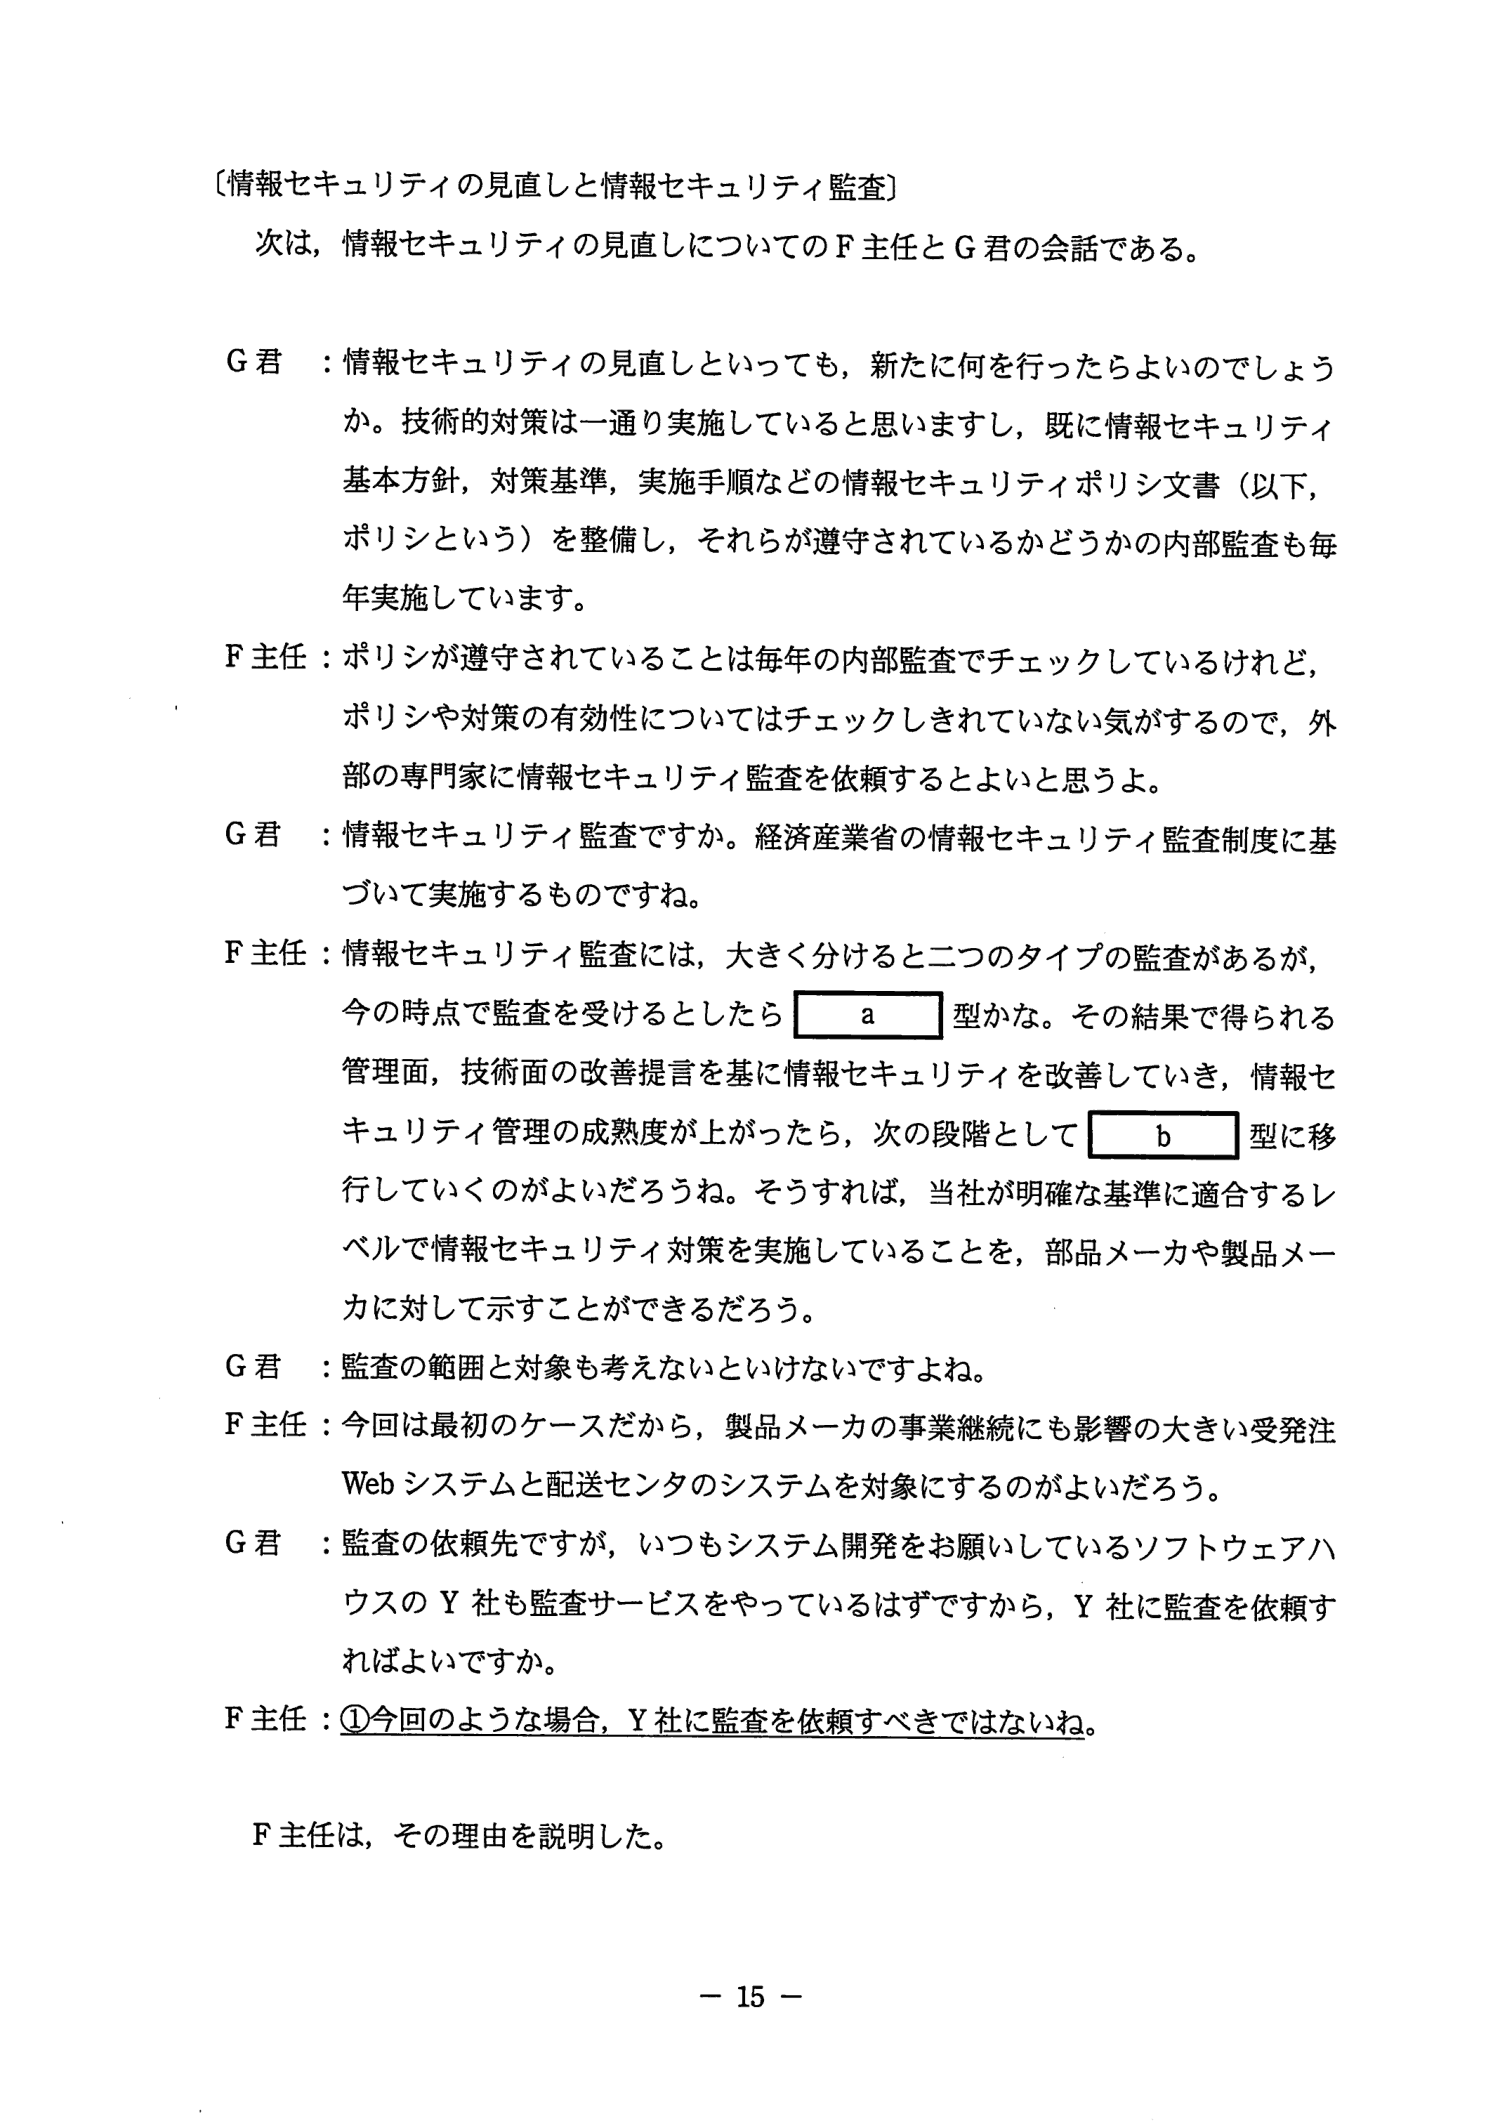 〔情報セキュリティの見直しと情報セキュリティ監査〕
次は，情報セキュリティの見直しについてのF主任とG君の会話である。
G君　：情報セキュリティの見直しといっても，新たに何を行ったらよいのでしょう
か。技術的対策は一通り実施していると思いますし，既に情報セキュリティ
基本方針，対策基準，実施手順などの情報セキュリティポリシ文書（以下，
ポリシという）を整備し，それらが遵守されているかどうかの内部監査も毎
年実施しています。
F主任：ポリシが遵守されていることは毎年の内部監査でチェックしているけれど，
ポリシや対策の有効性についてはチェックしきれていない気がするので，外
部の専門家に情報セキュリティ監査を依頼するとよいと思うよ。
G君　：情報セキュリティ監査ですか。経済産業省の情報セキュリティ監査制度に基
づいて実施するものですね。
F主任：情報セキュリティ監査には，大きく分けると二つのタイプの監査があるが，
今の時点で監査を受けるとしたら a 型かな。その結果で得られる
管理面，技術面の改善提言を基に情報セキュリティを改善していき，情報セ
キュリティ管理の成熟度が上がったら，次の段階として b 型に移
行していくのがよいだろうね。そうすれば，当社が明確な基準に適合するレ
ベルで情報セキュリティ対策を実施していることを，部品メーカや製品メー
カに対して示すことができるだろう。
G君　：監査の範囲と対象も考えないといけないですよね。
F主任：今回は最初のケースだから，製品メーカの事業継続にも影響の大きい受発注
Webシステムと配送センタのシステムを対象にするのがよいだろう。
G君　：監査の依頼先ですが，いつもシステム開発をお願いしているソフトウェアハ
ウスのY社も監査サービスをやっているはずですから，Y社に監査を依頼す
ればよいですか。
F主任：①今回のような場合，Y社に監査を依頼すべきではないね。
F主任は，その理由を説明した。
－ 15 －